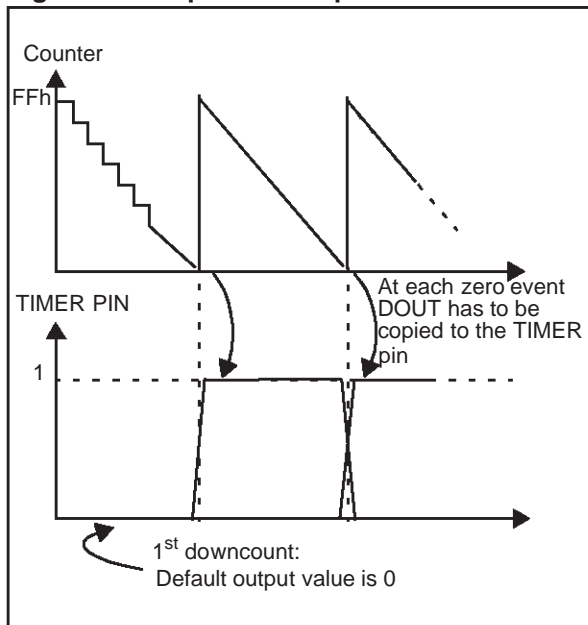 Counter
FFh
At each zero event
DOUT has to be
copied to the TIMER
pin
TIMER PIN
1
1st downcount:
Default output value is 0